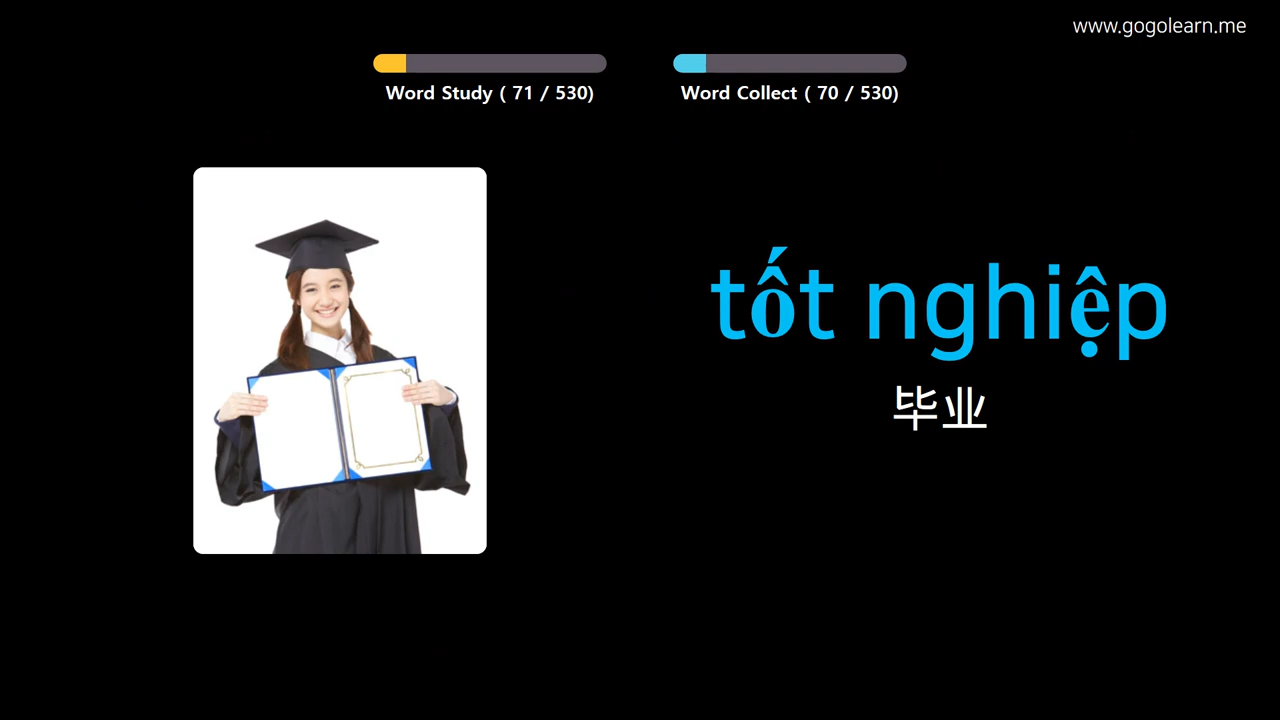 www.gogolearn.me
Word Study ( 71 / 530)
Word Collect ( 70 / 530)
tốt nghiệp
毕业